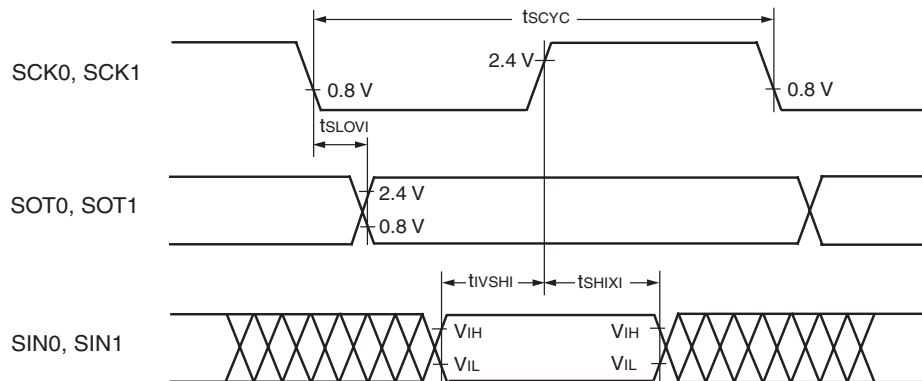 tSCYC
SCK0, SCK1
2.4 V
0.8 V
0.8 V
tSLOVI
SOT0, SOT1
2.4 V
0.8 V
tIVSHI
tSHIXI
SIN0, SIN1
VIH
VIH
VIL
VIL